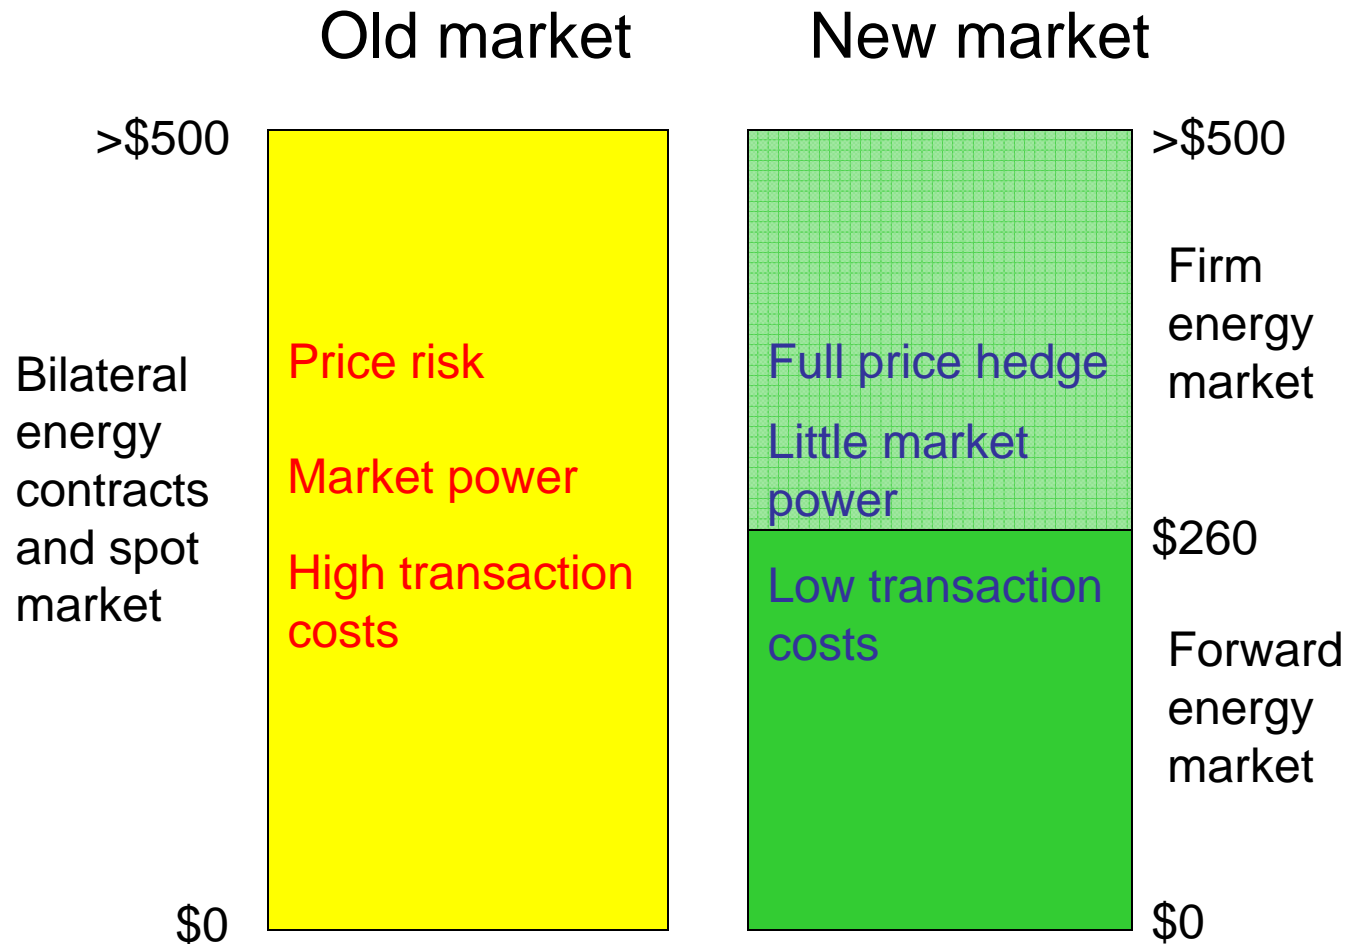 Old market
New market
>$500
Bilateral
energy
contracts
and spot
market
$0
Price risk
Market power
High transaction
costs
Full price hedge
Little market
power
Low transaction
costs
>$500
Firm
energy
market
$260
Forward
energy
market
$0